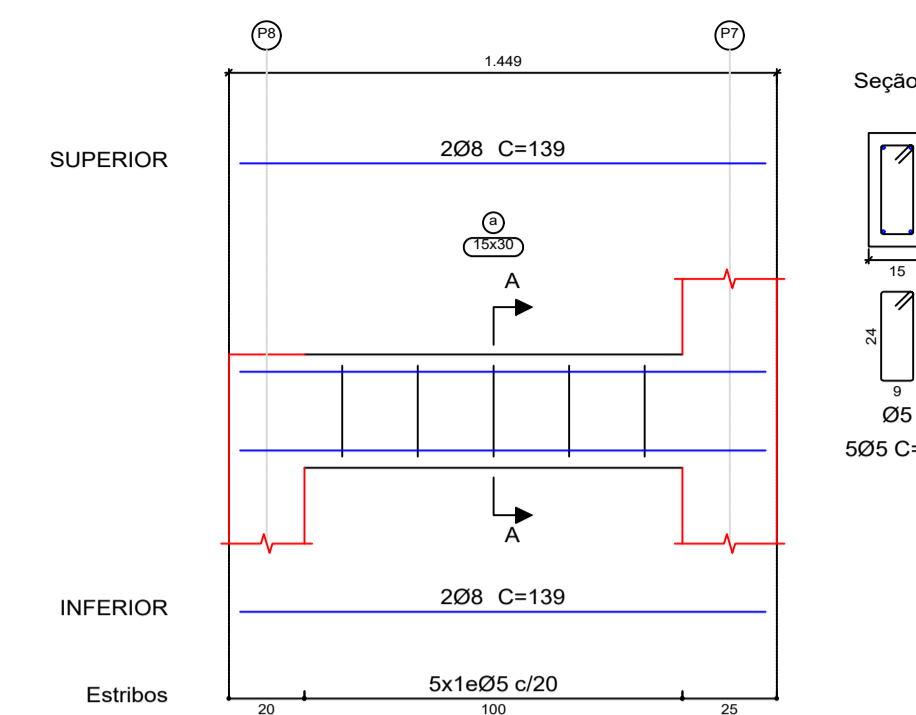 P8 P7
1.449
Seção
SUPERIOR 2Ø8 C=139
a
15x30
A
15
24
9
Ø5
5Ø5 C=
A
INFERIOR 2Ø8 C=139
Estribos 5x1eØ5 c/20
20 100 25